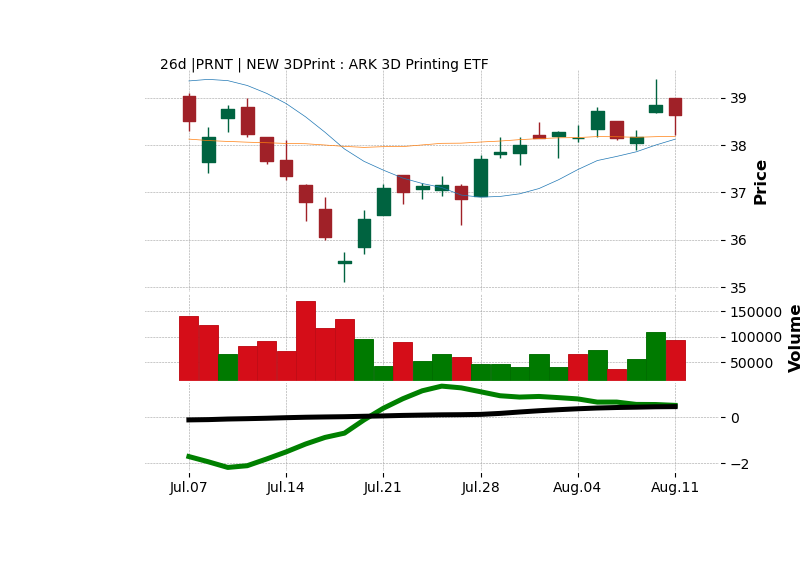 26d |PRNT | NEW 3DPrint : ARK 3D Printing ETF
39
38
37
36
35
Price
150000
100000
50000
Volume
0
−2
Jul.07 Jul.14 Jul.21 Jul.28 Aug.04 Aug.11